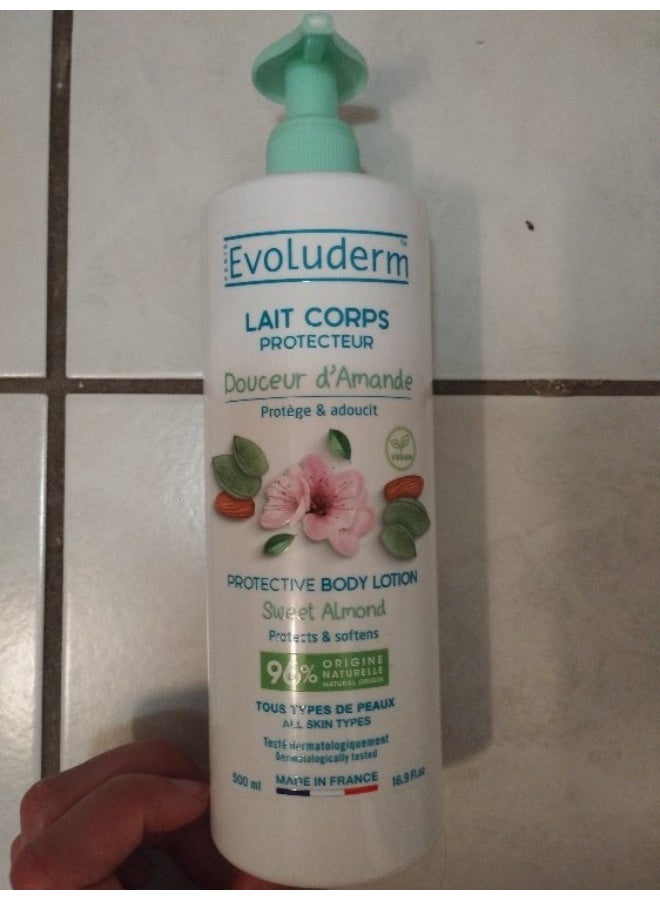 PARIS
Evoluderm™
LAIT CORPS
PROTECTEUR
Douceur d'Amande
Protège & adoucit
VEGAN
PROTECTIVE BODY LOTION
Sweet Almond
Protects & softens
96% ORIGINE
NATURELLE
NATURAL ORIGIN
TOUS TYPES DE PEAUX
ALL SKIN TYPES
Testé dermatologiquement
Dermatologically tested
500 ml MADE IN FRANCE 16.9 Fl.oz